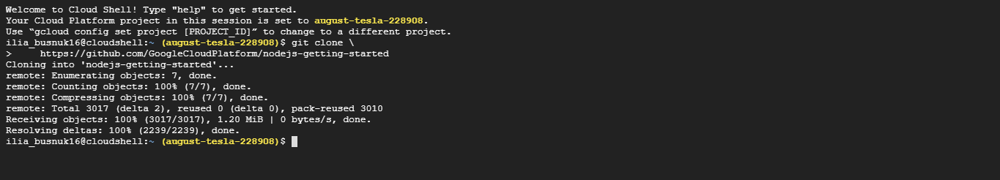 Welcome to Cloud Shell! Type "help" to get started.
Your Cloud Platform project in this session is set to august-tesla-228908.
Use “gcloud config set project [PROJECT_ID]” to change to a different project.
ilia_busnuk16@cloudshell:~ (august-tesla-228908)$ git clone \
>     https://github.com/GoogleCloudPlatform/nodejs-getting-started
Cloning into 'nodejs-getting-started'...
remote: Enumerating objects: 7, done.
remote: Counting objects: 100% (7/7), done.
remote: Compressing objects: 100% (7/7), done.
remote: Total 3017 (delta 2), reused 0 (delta 0), pack-reused 3010
Receiving objects: 100% (3017/3017), 1.20 MiB | 0 bytes/s, done.
Resolving deltas: 100% (2239/2239), done.
ilia_busnuk16@cloudshell:~ (august-tesla-228908)$